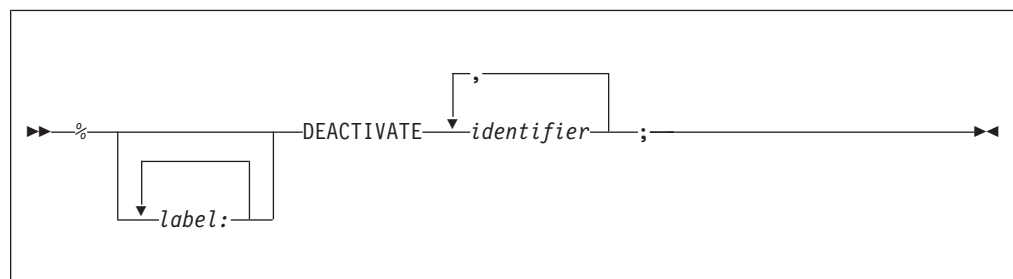 ,
% DEACTIVATE identifier ;
label: